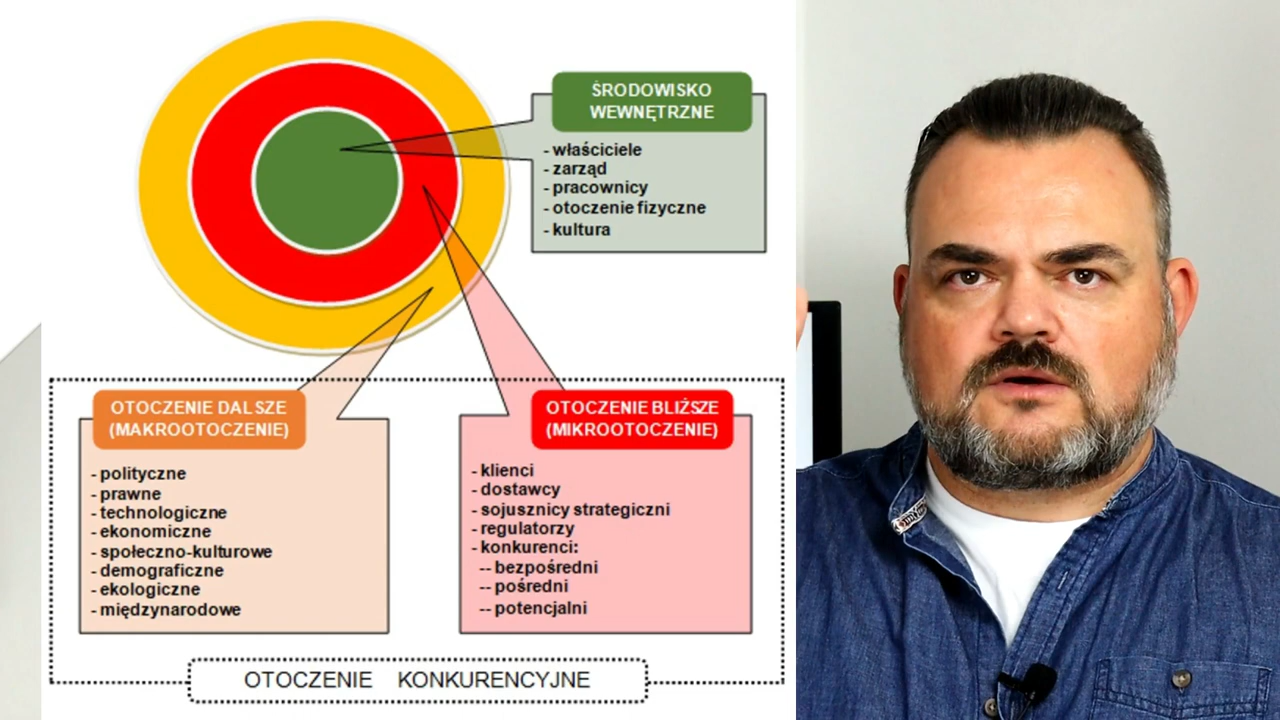 ŚRODOWISKO
WEWNĘTRZNE
- właściciele
- zarząd
- pracownicy
- otoczenie fizyczne
- kultura
OTOCZENIE DALSZE
(MAKROOTOCZENIE)
- polityczne
- prawne
- technologiczne
- ekonomiczne
- społeczno-kulturowe
- demograficzne
- ekologiczne
- międzynarodowe
OTOCZENIE BLIŻSZE
(MIKROOTOCZENIE)
- klienci
- dostawcy
- sojusznicy strategiczni
- regulatorzy
- konkurenci:
-- bezpośredni
-- pośredni
-- potencjalni
OTOCZENIE KONKURENCYJNE